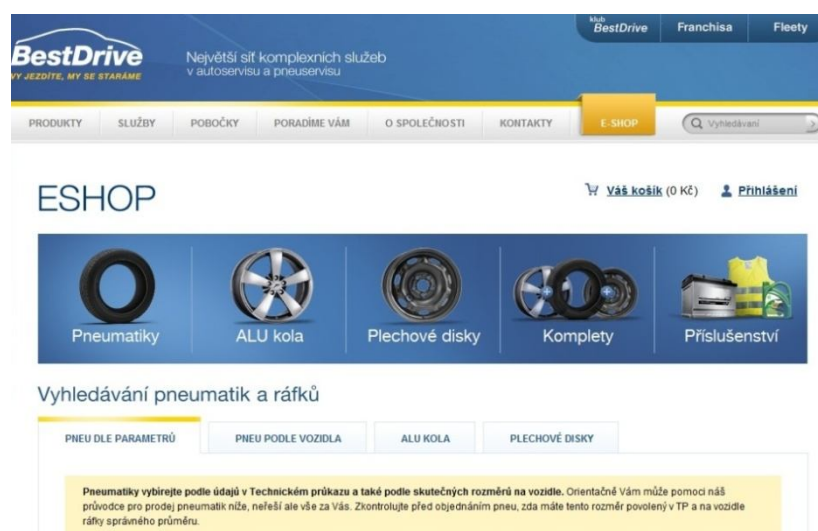 klub
BestDrive
Franchisa
Fleety
BestDrive
VY JEZDÍTE, MY SE STARÁME
Největší síť komplexních služeb
v autoservisu a pneuservisu
PRODUKTY
SLUŽBY
POBOČKY
PORADÍME VÁM
O SPOLEČNOSTI
KONTAKTY
E-SHOP
Vyhledávaní
ESHOP
Váš košík (0 Kč)
Přihlášení
Pneumatiky
ALU kola
Plechové disky
Komplety
Příslušenství
Vyhledávání pneumatik a ráfků
PNEU DLE PARAMETRŮ
PNEU PODLE VOZIDLA
ALU KOLA
PLECHOVÉ DISKY
Pneumatiky vybírejte podle údajů v Technickém průkazu a také podle skutečných rozměrů na vozidle. Orientačně Vám může pomoci náš
průvodce pro prodej pneumatik níže, neřeší ale vše za Vás. Zkontrolujte před objednáním pneu, zda máte tento rozměr povolený v TP a na vozidle
ráfky správného průměru.